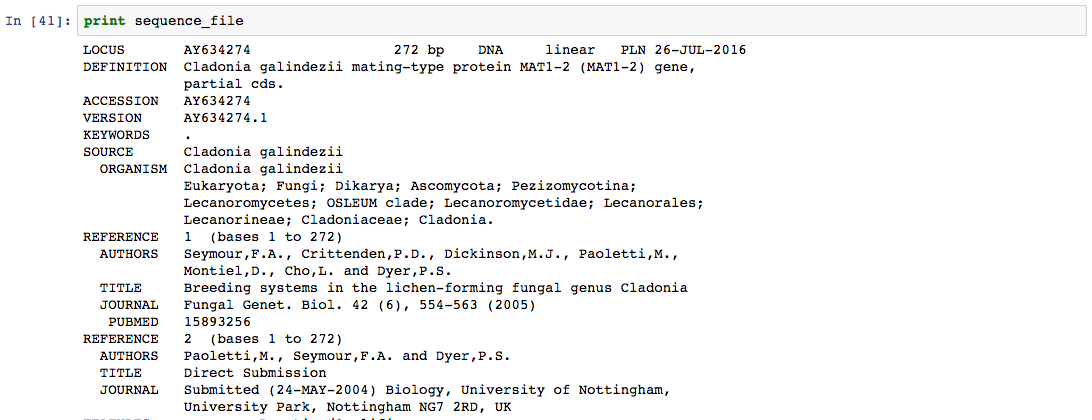 In [41]: print sequence_file
LOCUS       AY634274                 272 bp    DNA     linear   PLN 26-JUL-2016
DEFINITION  Cladonia galindezii mating-type protein MAT1-2 (MAT1-2) gene,
            partial cds.
ACCESSION   AY634274
VERSION     AY634274.1
KEYWORDS    .
SOURCE      Cladonia galindezii
  ORGANISM  Cladonia galindezii
            Eukaryota; Fungi; Dikarya; Ascomycota; Pezizomycotina;
            Lecanoromycetes; OSLEUM clade; Lecanoromycetidae; Lecanorales;
            Lecanorineae; Cladoniaceae; Cladonia.
REFERENCE   1  (bases 1 to 272)
  AUTHORS   Seymour,F.A., Crittenden,P.D., Dickinson,M.J., Paoletti,M.,
            Montiel,D., Cho,L. and Dyer,P.S.
  TITLE     Breeding systems in the lichen-forming fungal genus Cladonia
  JOURNAL   Fungal Genet. Biol. 42 (6), 554-563 (2005)
   PUBMED   15893256
REFERENCE   2  (bases 1 to 272)
  AUTHORS   Paoletti,M., Seymour,F.A. and Dyer,P.S.
  TITLE     Direct Submission
  JOURNAL   Submitted (24-MAY-2004) Biology, University of Nottingham,
            University Park, Nottingham NG7 2RD, UK